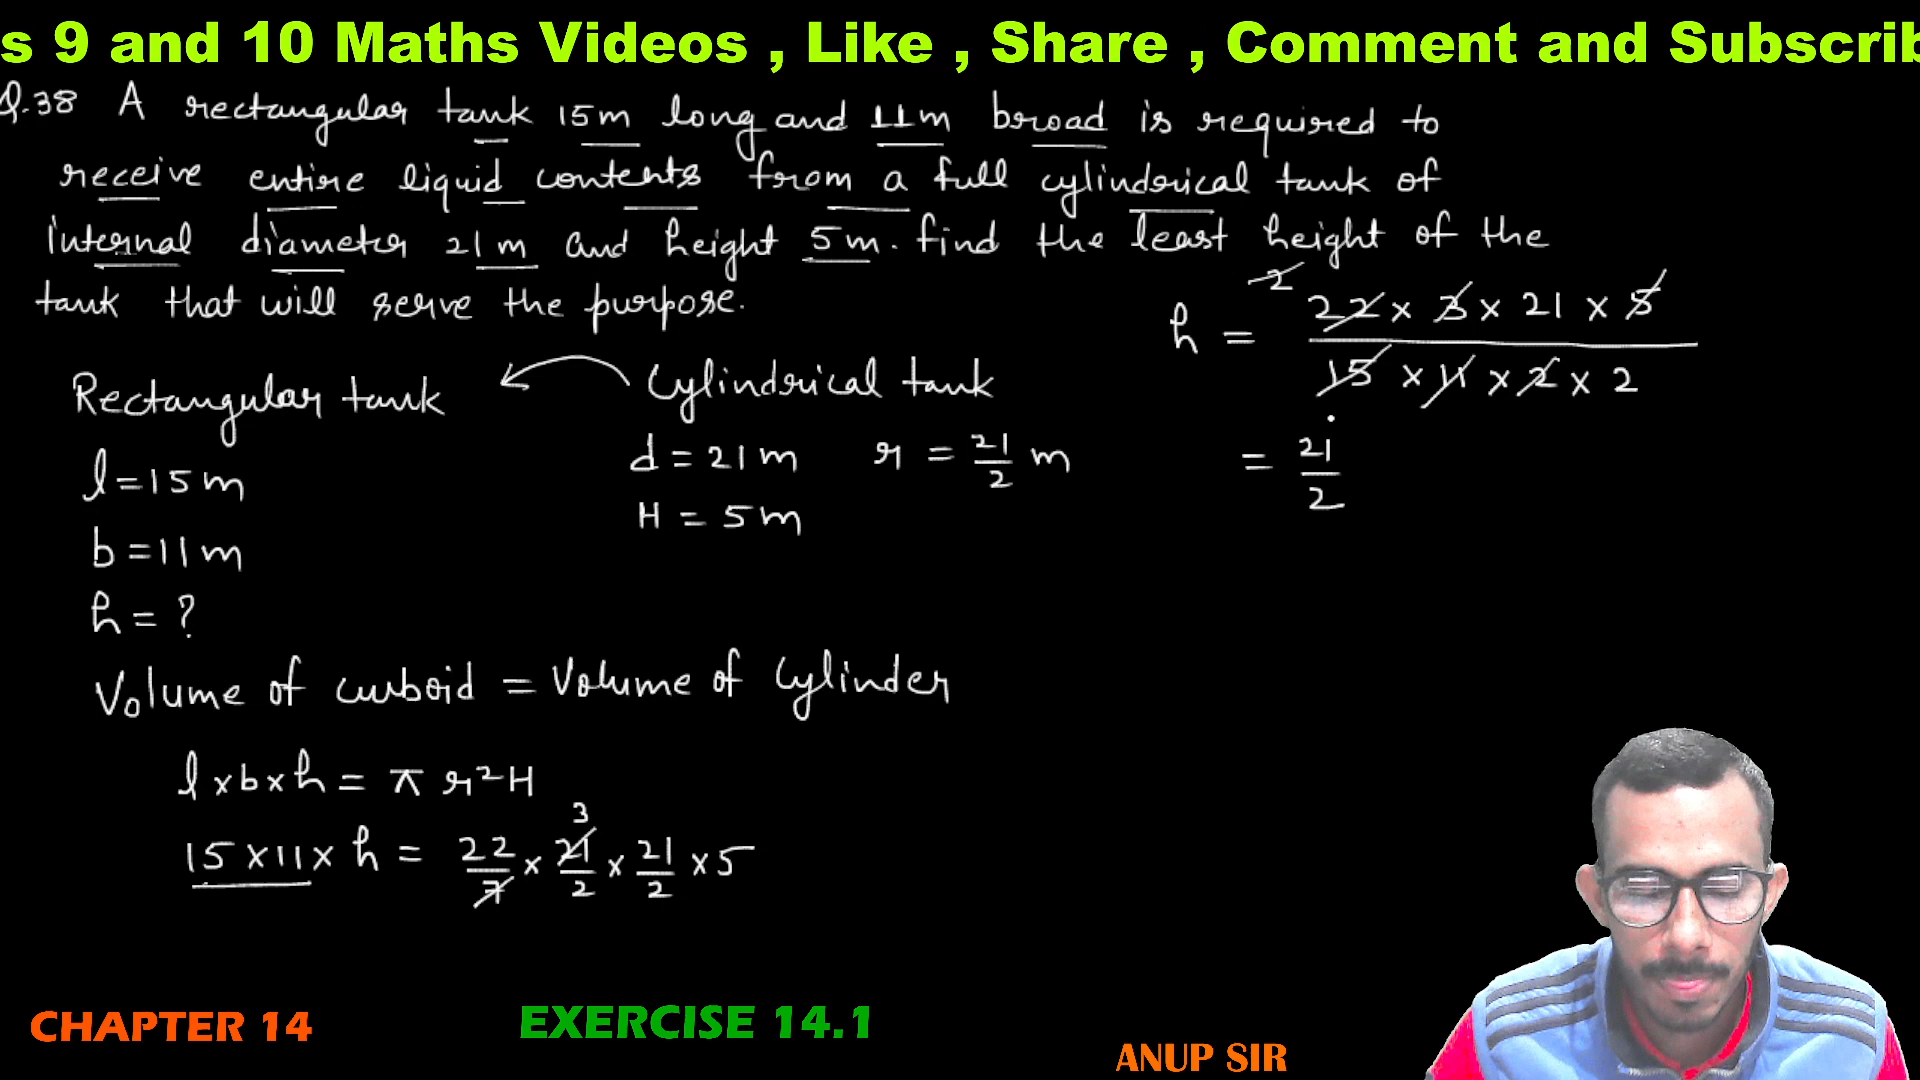 s 9 and 10 Maths Videos , Like , Share , Comment and Subscrib
Q.38 A rectangular tank 15m long and 11m broad is required to
receive entire liquid contents from a full cylindrical tank of
internal diameter 21m and height 5m. find the least height of the
tank that will serve the purpose.
Rectangular tank
l = 15 m
b = 11 m
h = ?
Cylindrical tank
d = 21 m r = 21/2 m
H = 5 m
Volume of cuboid = Volume of Cylinder
l × b × h = π r² H
15 × 11 × h = 22/7 × 21/2 × 21/2 × 5
3
2
h = 22 × 3 × 21 × 5 / 15 × 11 × 2 × 2
= 21/2
CHAPTER 14
EXERCISE 14.1
ANUP SIR